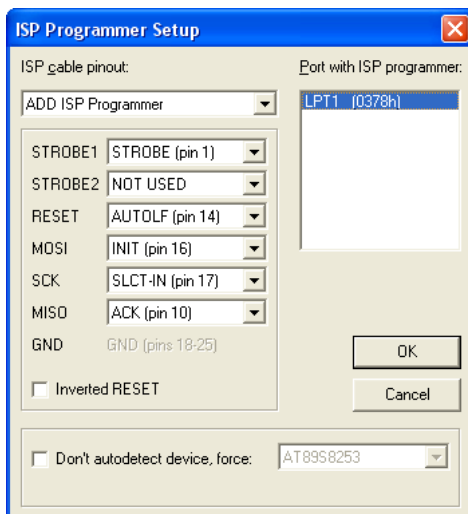 ISP Programmer Setup
ISP cable pinout:
Port with ISP programmer:
ADD ISP Programmer
LPT1 (0378h)
STROBE1 STROBE (pin 1)
STROBE2 NOT USED
RESET AUTOLF (pin 14)
MOSI INIT (pin 16)
SCK SLCT-IN (pin 17)
MISO ACK (pin 10)
GND GND (pins 18-25)
Inverted RESET
OK
Cancel
Don't autodetect device, force: AT89S8253